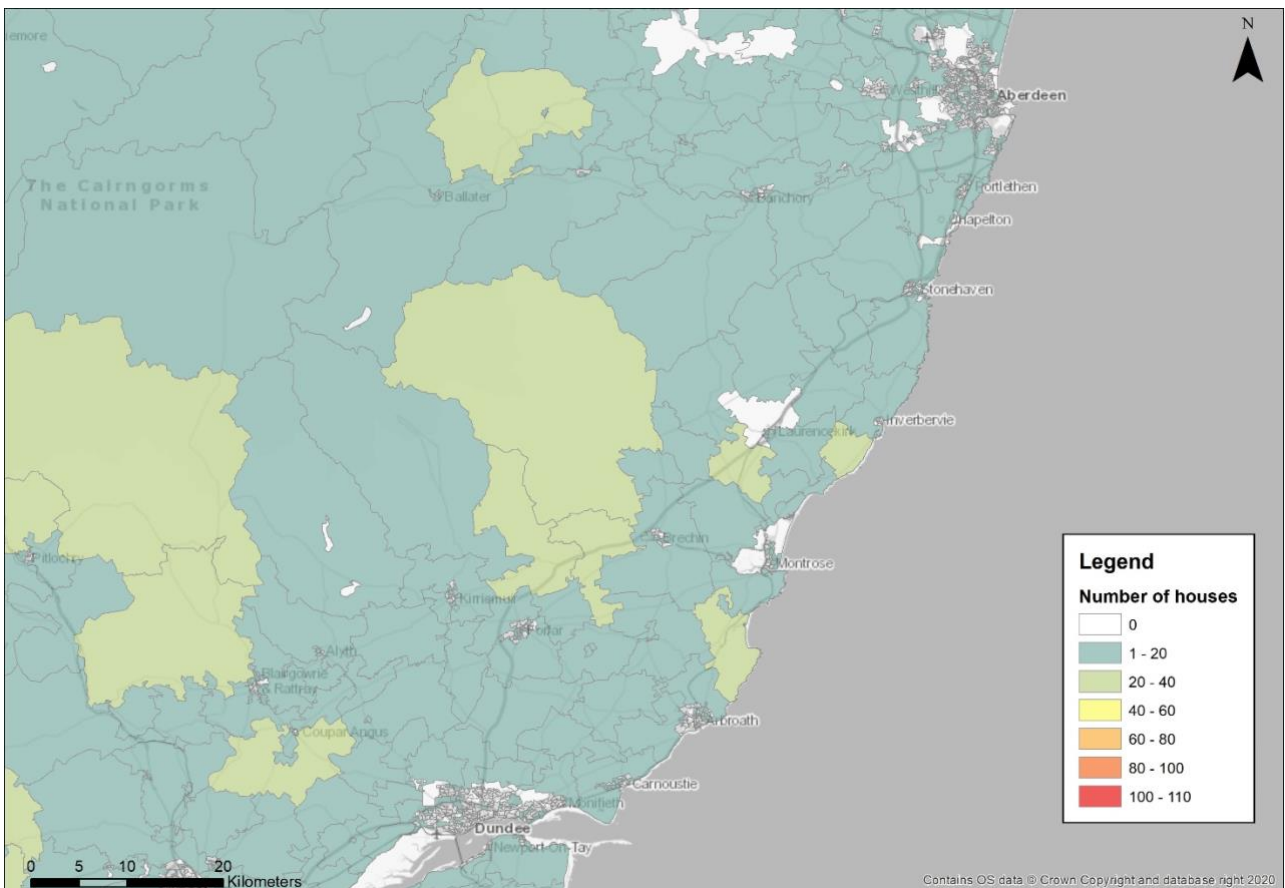 N
iemore
Westhill
Aberdeen
The Cairngorms
National Park
Ballater
Banchory
Portlethen
Chapelton
Stonehaven
Inverbervie
Laurencekirk
Brechin
Pitlochry
Montrose
Kirriemuir
Forfar
Alyth
Blairgowrie
& Rattray
Arbroath
Coupar Angus
Carnoustie
Monifieth
Dundee
Newport-On-Tay
Legend
Number of houses
0
1 - 20
20 - 40
40 - 60
60 - 80
80 - 100
100 - 110
0 5 10 20
Kilometers
Contains OS data © Crown Copyright and database right 2020